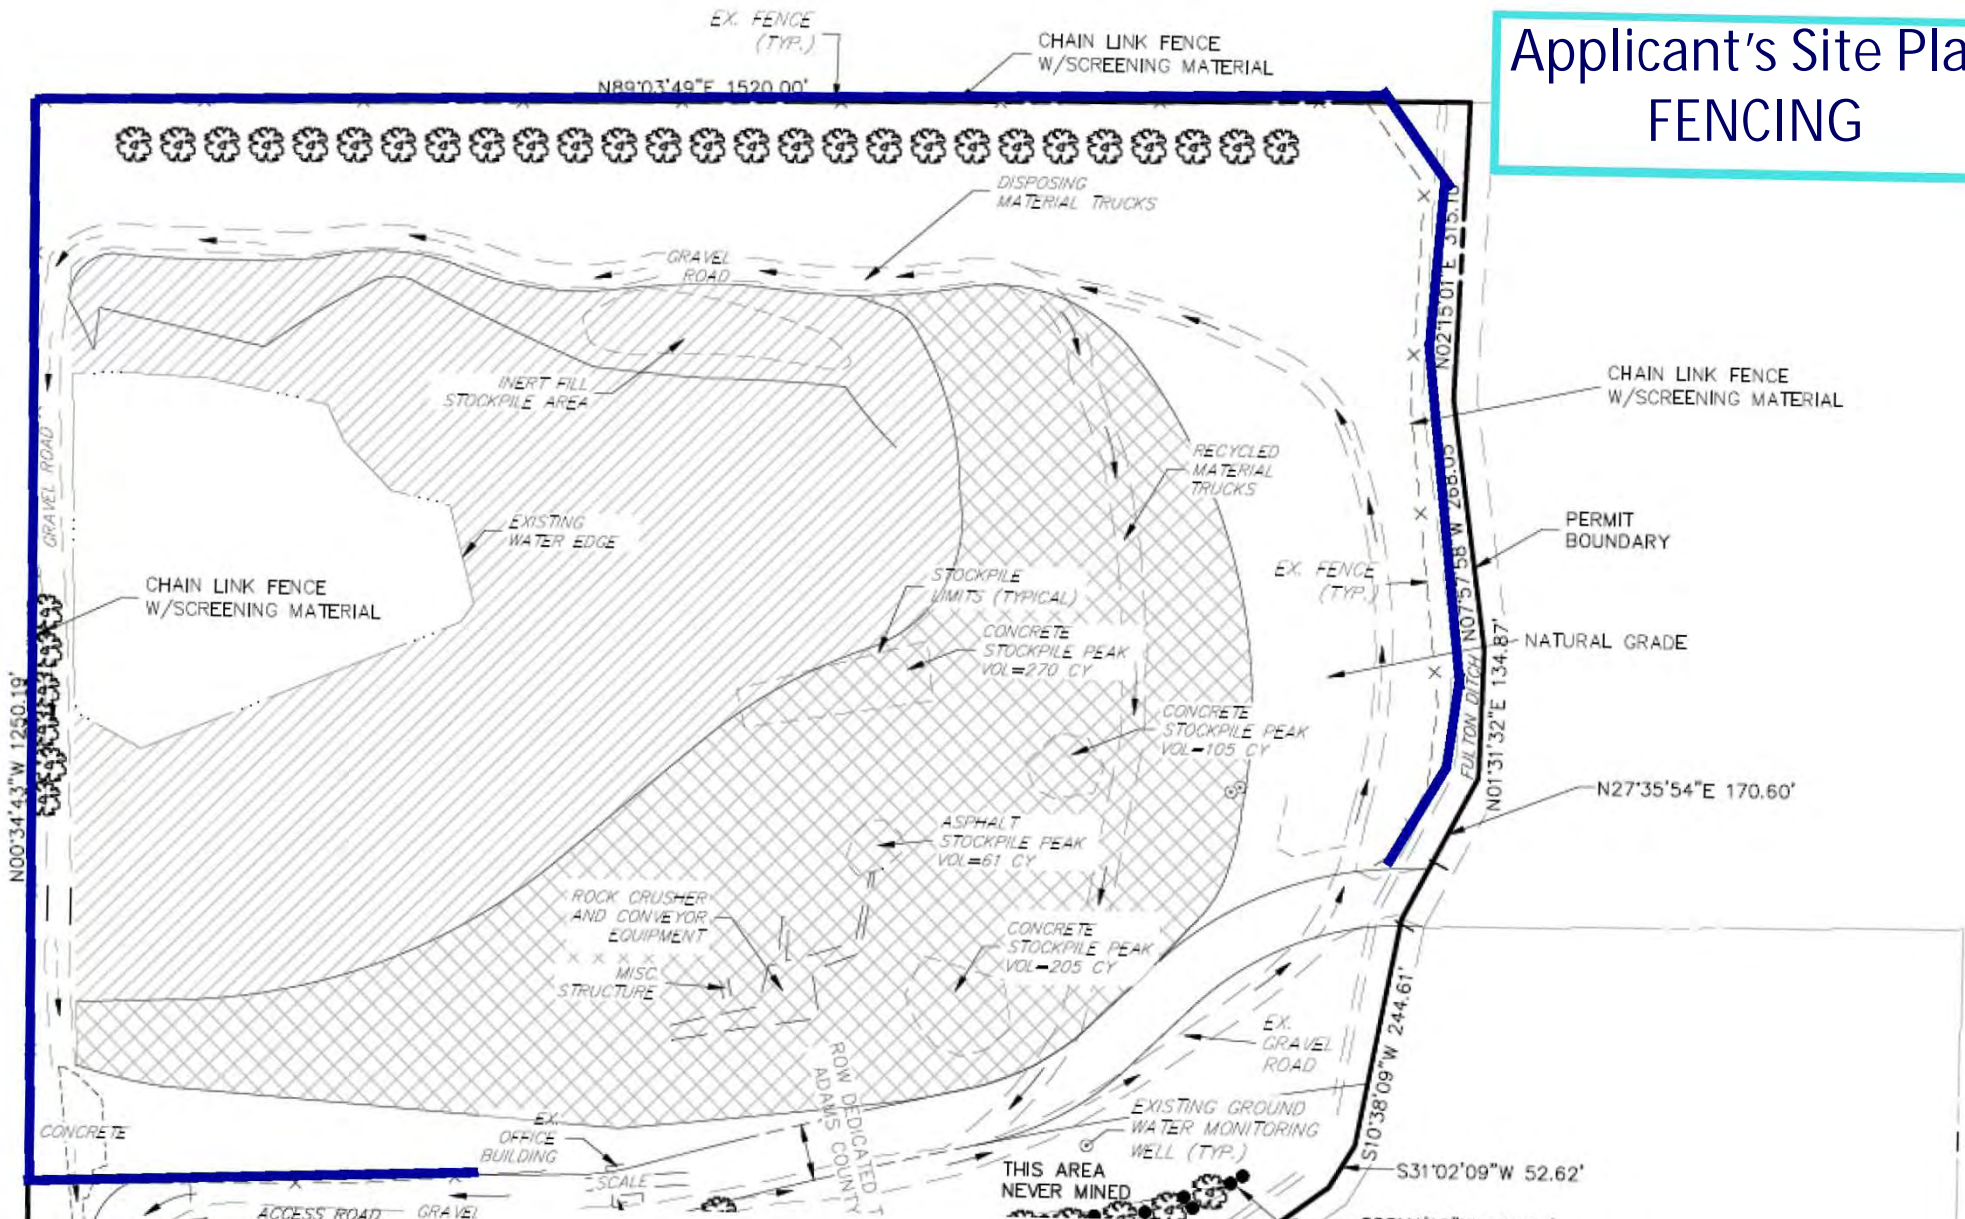 EX. FENCE
(TYP.)
CHAIN LINK FENCE
W/SCREENING MATERIAL
Applicant's Site Pla
FENCING
N89°03'49"E 1520.00'
DISPOSING
MATERIAL TRUCKS
GRAVEL
ROAD
N02°15'01"E 315.10
INERT FILL
STOCKPILE AREA
CHAIN LINK FENCE
W/SCREENING MATERIAL
GRAVEL ROAD
RECYCLED
MATERIAL
TRUCKS
N07°57'58"W 268.05
EXISTING
WATER EDGE
PERMIT
BOUNDARY
CHAIN LINK FENCE
W/SCREENING MATERIAL
STOCKPILE
LIMITS (TYPICAL)
EX. FENCE
(TYP.)
CONCRETE
STOCKPILE PEAK
VOL=270 CY
NATURAL GRADE
N00°34'43"W 1250.19'
FULTON DITCH
N01°31'32"E 134.87'
CONCRETE
STOCKPILE PEAK
VOL=105 CY
N27°35'54"E 170.60'
ASPHALT
STOCKPILE PEAK
VOL=61 CY
ROCK CRUSHER
AND CONVEYOR
EQUIPMENT
CONCRETE
STOCKPILE PEAK
VOL=205 CY
MISC
STRUCTURE
EX.
GRAVEL
ROAD
S10°38'09"W 244.61'
ROW DEDICATED T
ADAMS COUNTY
EXISTING GROUND
WATER MONITORING
WELL (TYP.)
CONCRETE
EX.
OFFICE
BUILDING
SCALE
THIS AREA
NEVER MINED
S31°02'09"W 52.62'
ACCESS ROAD
GRAVEL